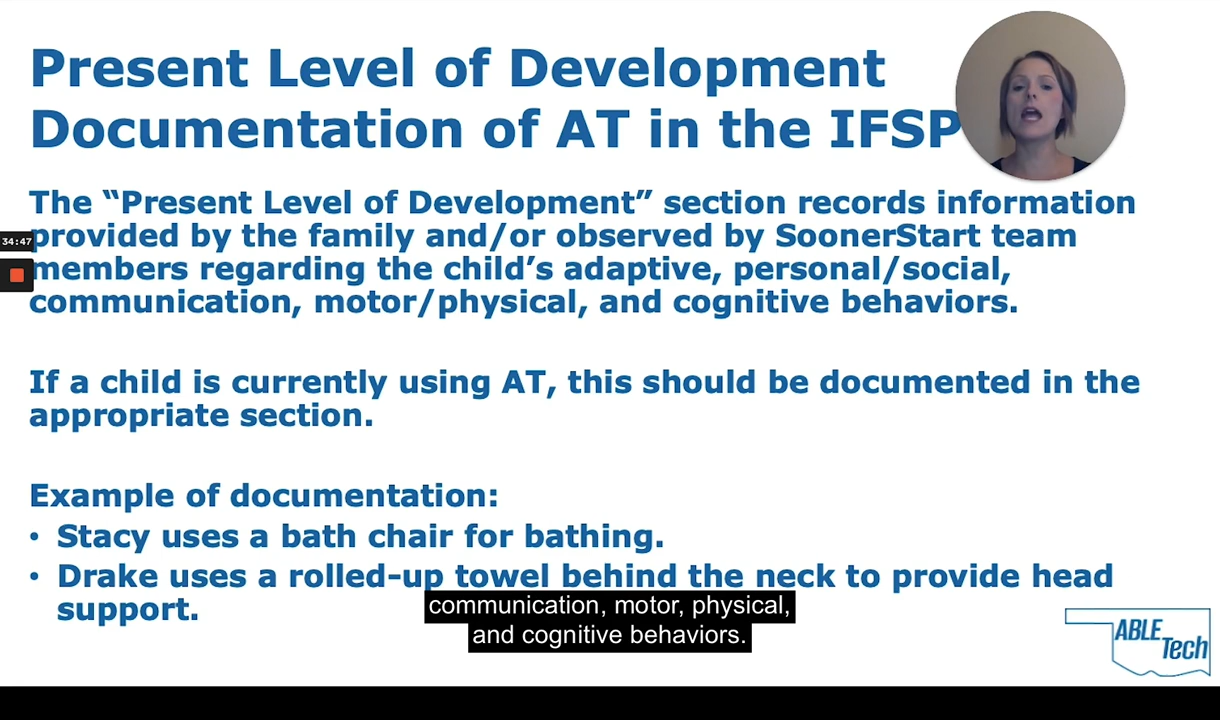 Present Level of Development
Documentation of AT in the IFSP
The “Present Level of Development” section records information
provided by the family and/or observed by SoonerStart team
34:47
members regarding the child’s adaptive, personal/social,
communication, motor/physical, and cognitive behaviors.
If a child is currently using AT, this should be documented in the
appropriate section.
Example of documentation:
• Stacy uses a bath chair for bathing.
• Drake uses a rolled-up towel behind the neck to provide head
support.
communication, motor, physical,
and cognitive behaviors.
ABLE
Tech